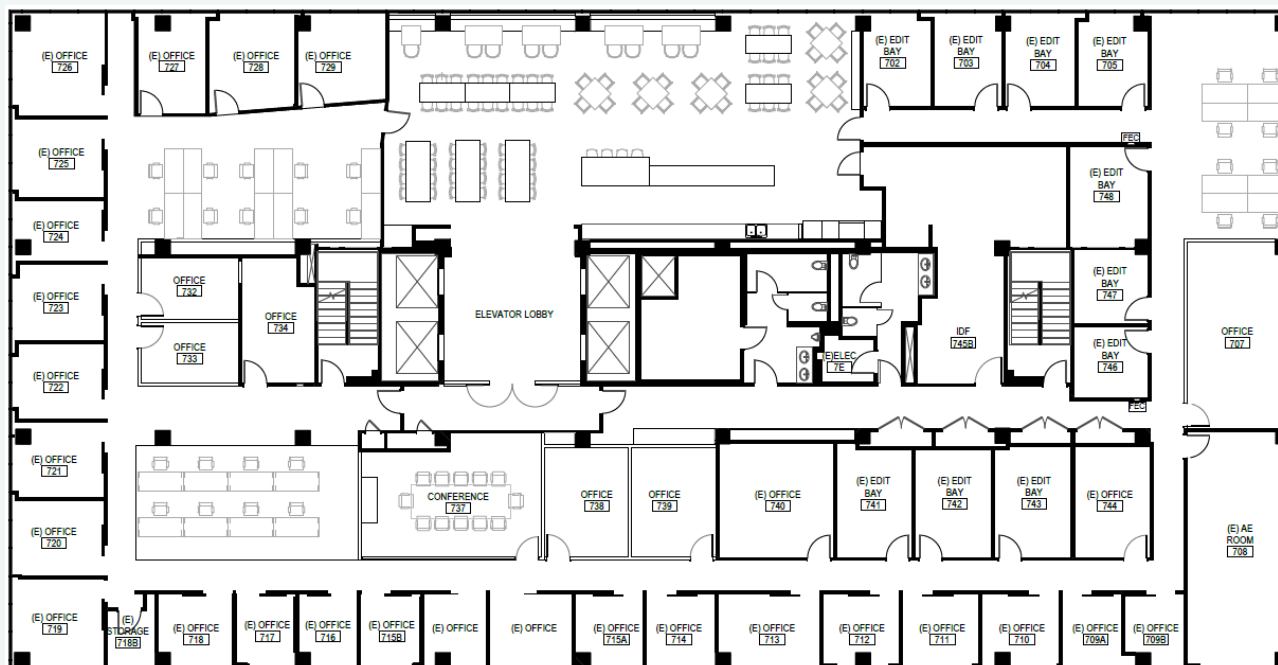 (E) OFFICE
726
(E) OFFICE
727
(E) OFFICE
728
(E) OFFICE
729
(E) EDIT
BAY
702
(E) EDIT
BAY
703
(E) EDIT
BAY
704
(E) EDIT
BAY
705
FEC
(E) OFFICE
725
(E) EDIT
BAY
748
(E) OFFICE
724
OFFICE
732
(E) OFFICE
723
OFFICE
734
ELEVATOR LOBBY
(E) EDIT
BAY
747
OFFICE
733
(E)ELEC
7E
IDF
745B
OFFICE
707
(E) EDIT
BAY
746
(E) OFFICE
722
FEC
(E) OFFICE
721
CONFERENCE
737
OFFICE
738
OFFICE
739
(E) OFFICE
740
(E) EDIT
BAY
741
(E) EDIT
BAY
742
(E) EDIT
BAY
743
(E) OFFICE
744
(E) OFFICE
720
(E) AE
ROOM
708
(E) OFFICE
719
(E)
STORAGE
718B
(E) OFFICE
718
(E) OFFICE
717
(E) OFFICE
716
(E) OFFICE
715B
(E) OFFICE
(E) OFFICE
(E) OFFICE
715A
(E) OFFICE
714
(E) OFFICE
713
(E) OFFICE
712
(E) OFFICE
711
(E) OFFICE
710
(E) OFFICE
709A
(E) OFFICE
709B